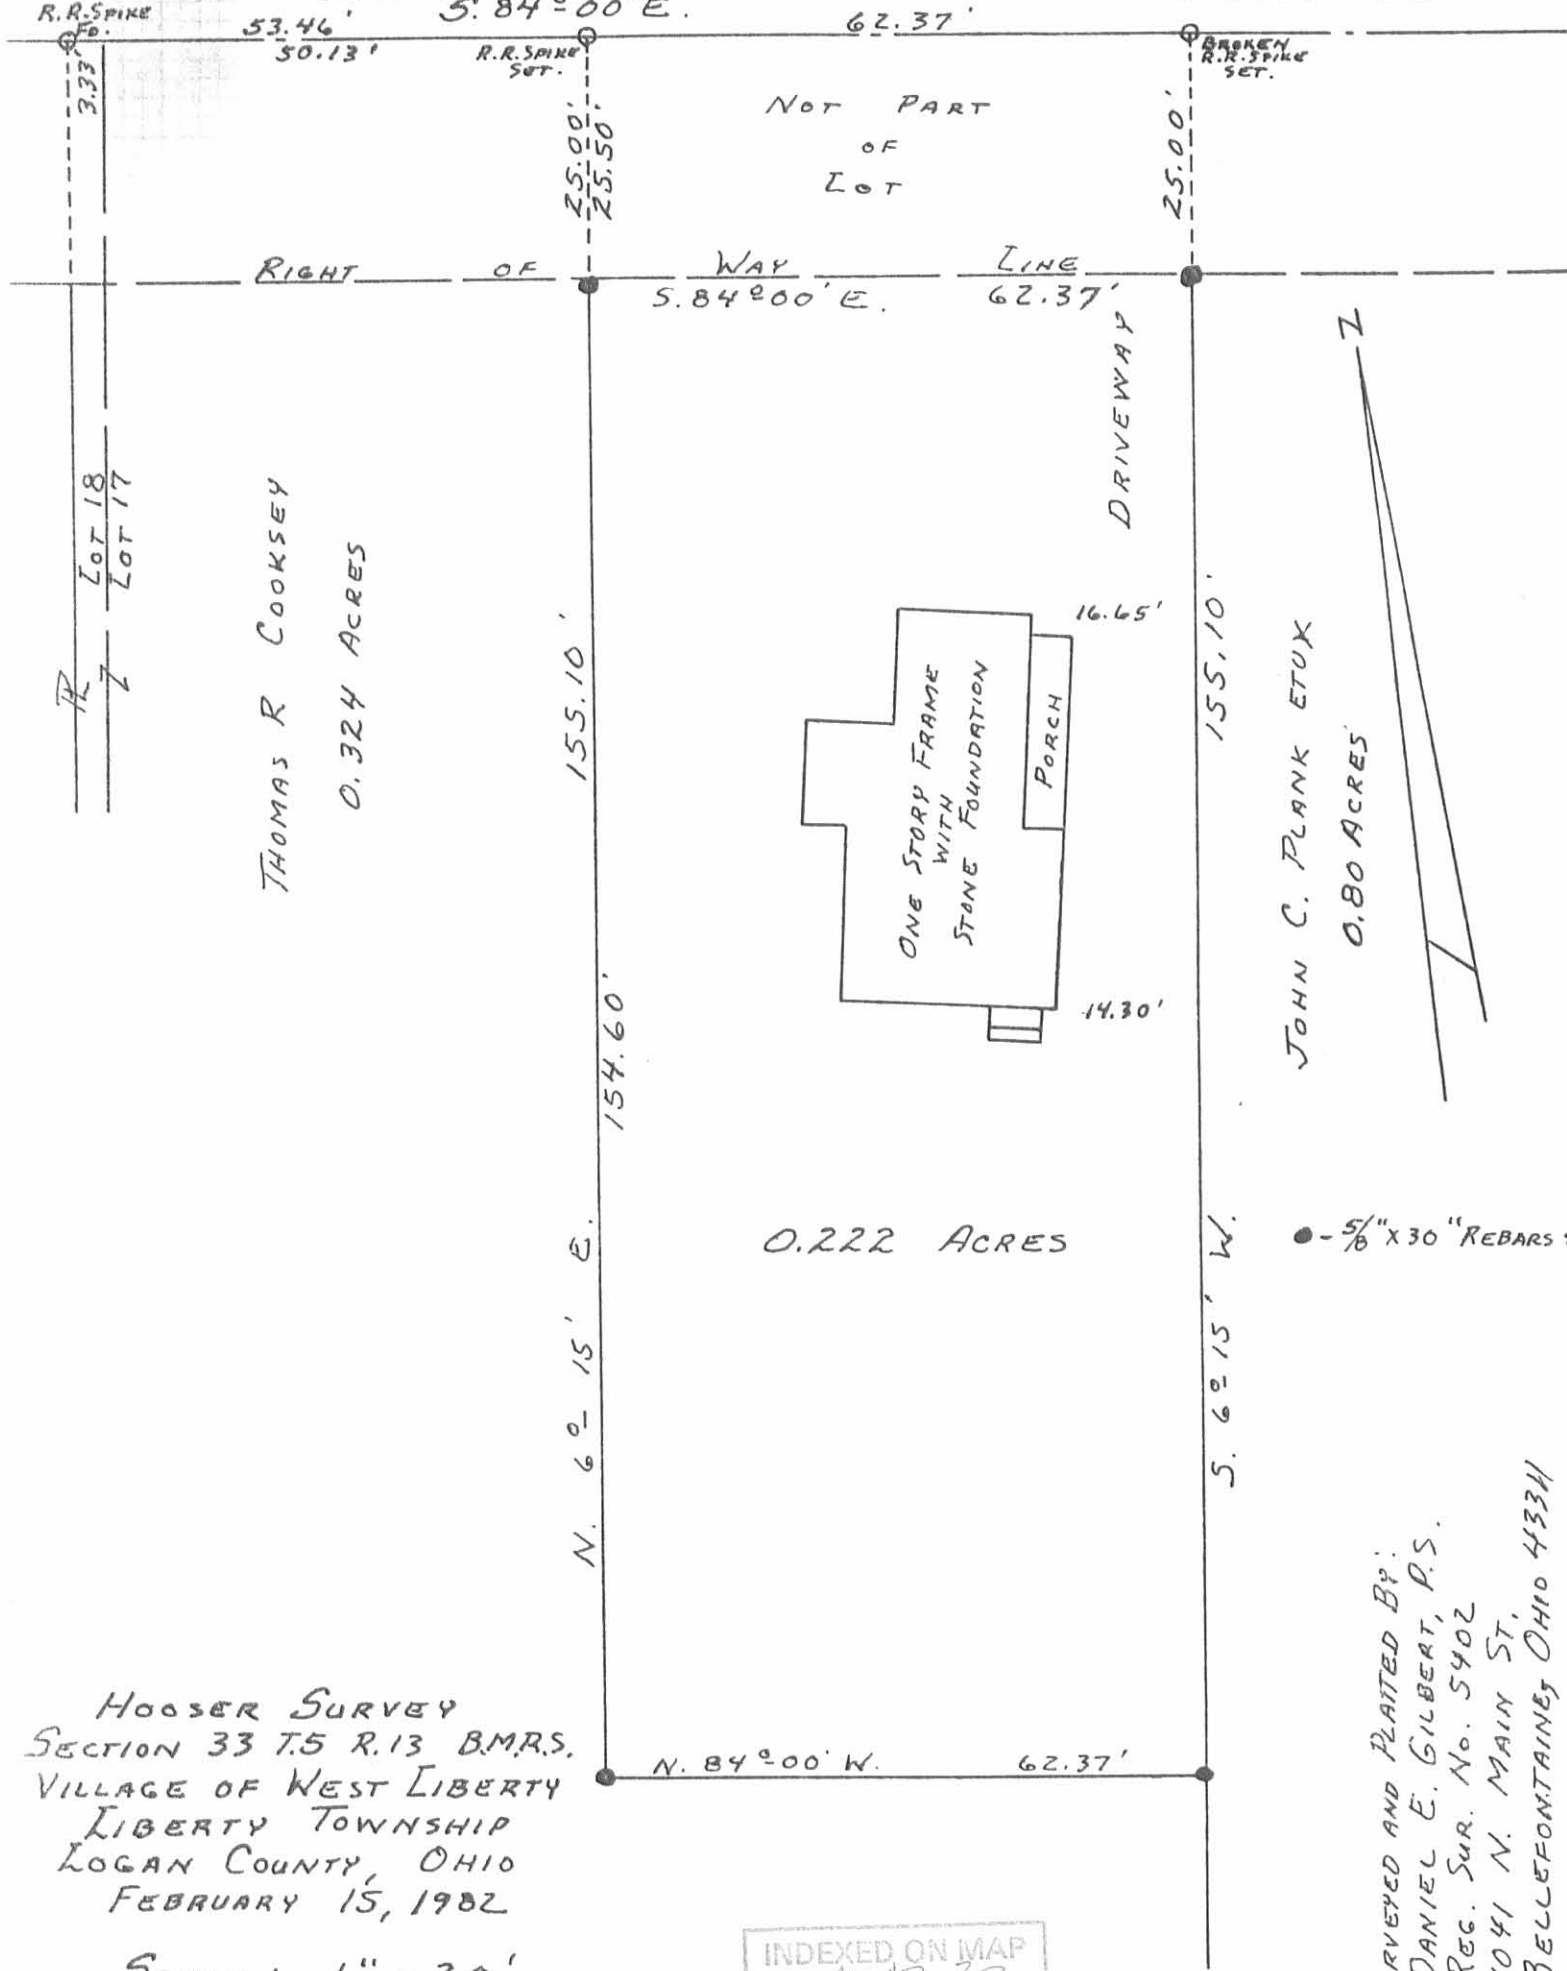 R.R. SPIKE
FD.
53.46'
50.13'
S. 84°00' E.
62.37'
3.33'
R.R. SPIKE
SET.
BROKEN
R.R. SPIKE
SET.
NOT PART
OF
LOT
25.00'
25.50'
25.00'
RIGHT OF WAY LINE
S. 84°00' E. 62.37'
DRIVEWAY
LOT 18
LOT 17
THOMAS R COOKSEY
0.324 ACRES
155.10'
154.60'
N. 6° 15' E.
16.65'
ONE STORY FRAME
WITH
STONE FOUNDATION
PORCH
14.30'
155.10'
S. 6° 15' W.
JOHN C. PLANK ETUX
0.80 ACRES
0.222 ACRES
- 5/8" X 30" REBARS
N. 84°-00' W. 62.37'
HOOSER SURVEY
SECTION 33 T.5 R.13 B.M.R.S.
VILLAGE OF WEST LIBERTY
LIBERTY TOWNSHIP
LOGAN COUNTY, OHIO
FEBRUARY 15, 1982
RVEYED AND PLATTED BY:
DANIEL E. GILBERT, P.S.
REG. SUR. NO. 5402
1041 N. MAIN ST.
BELLEFONTAINE, OHIO 43311
INDEXED ON MAP